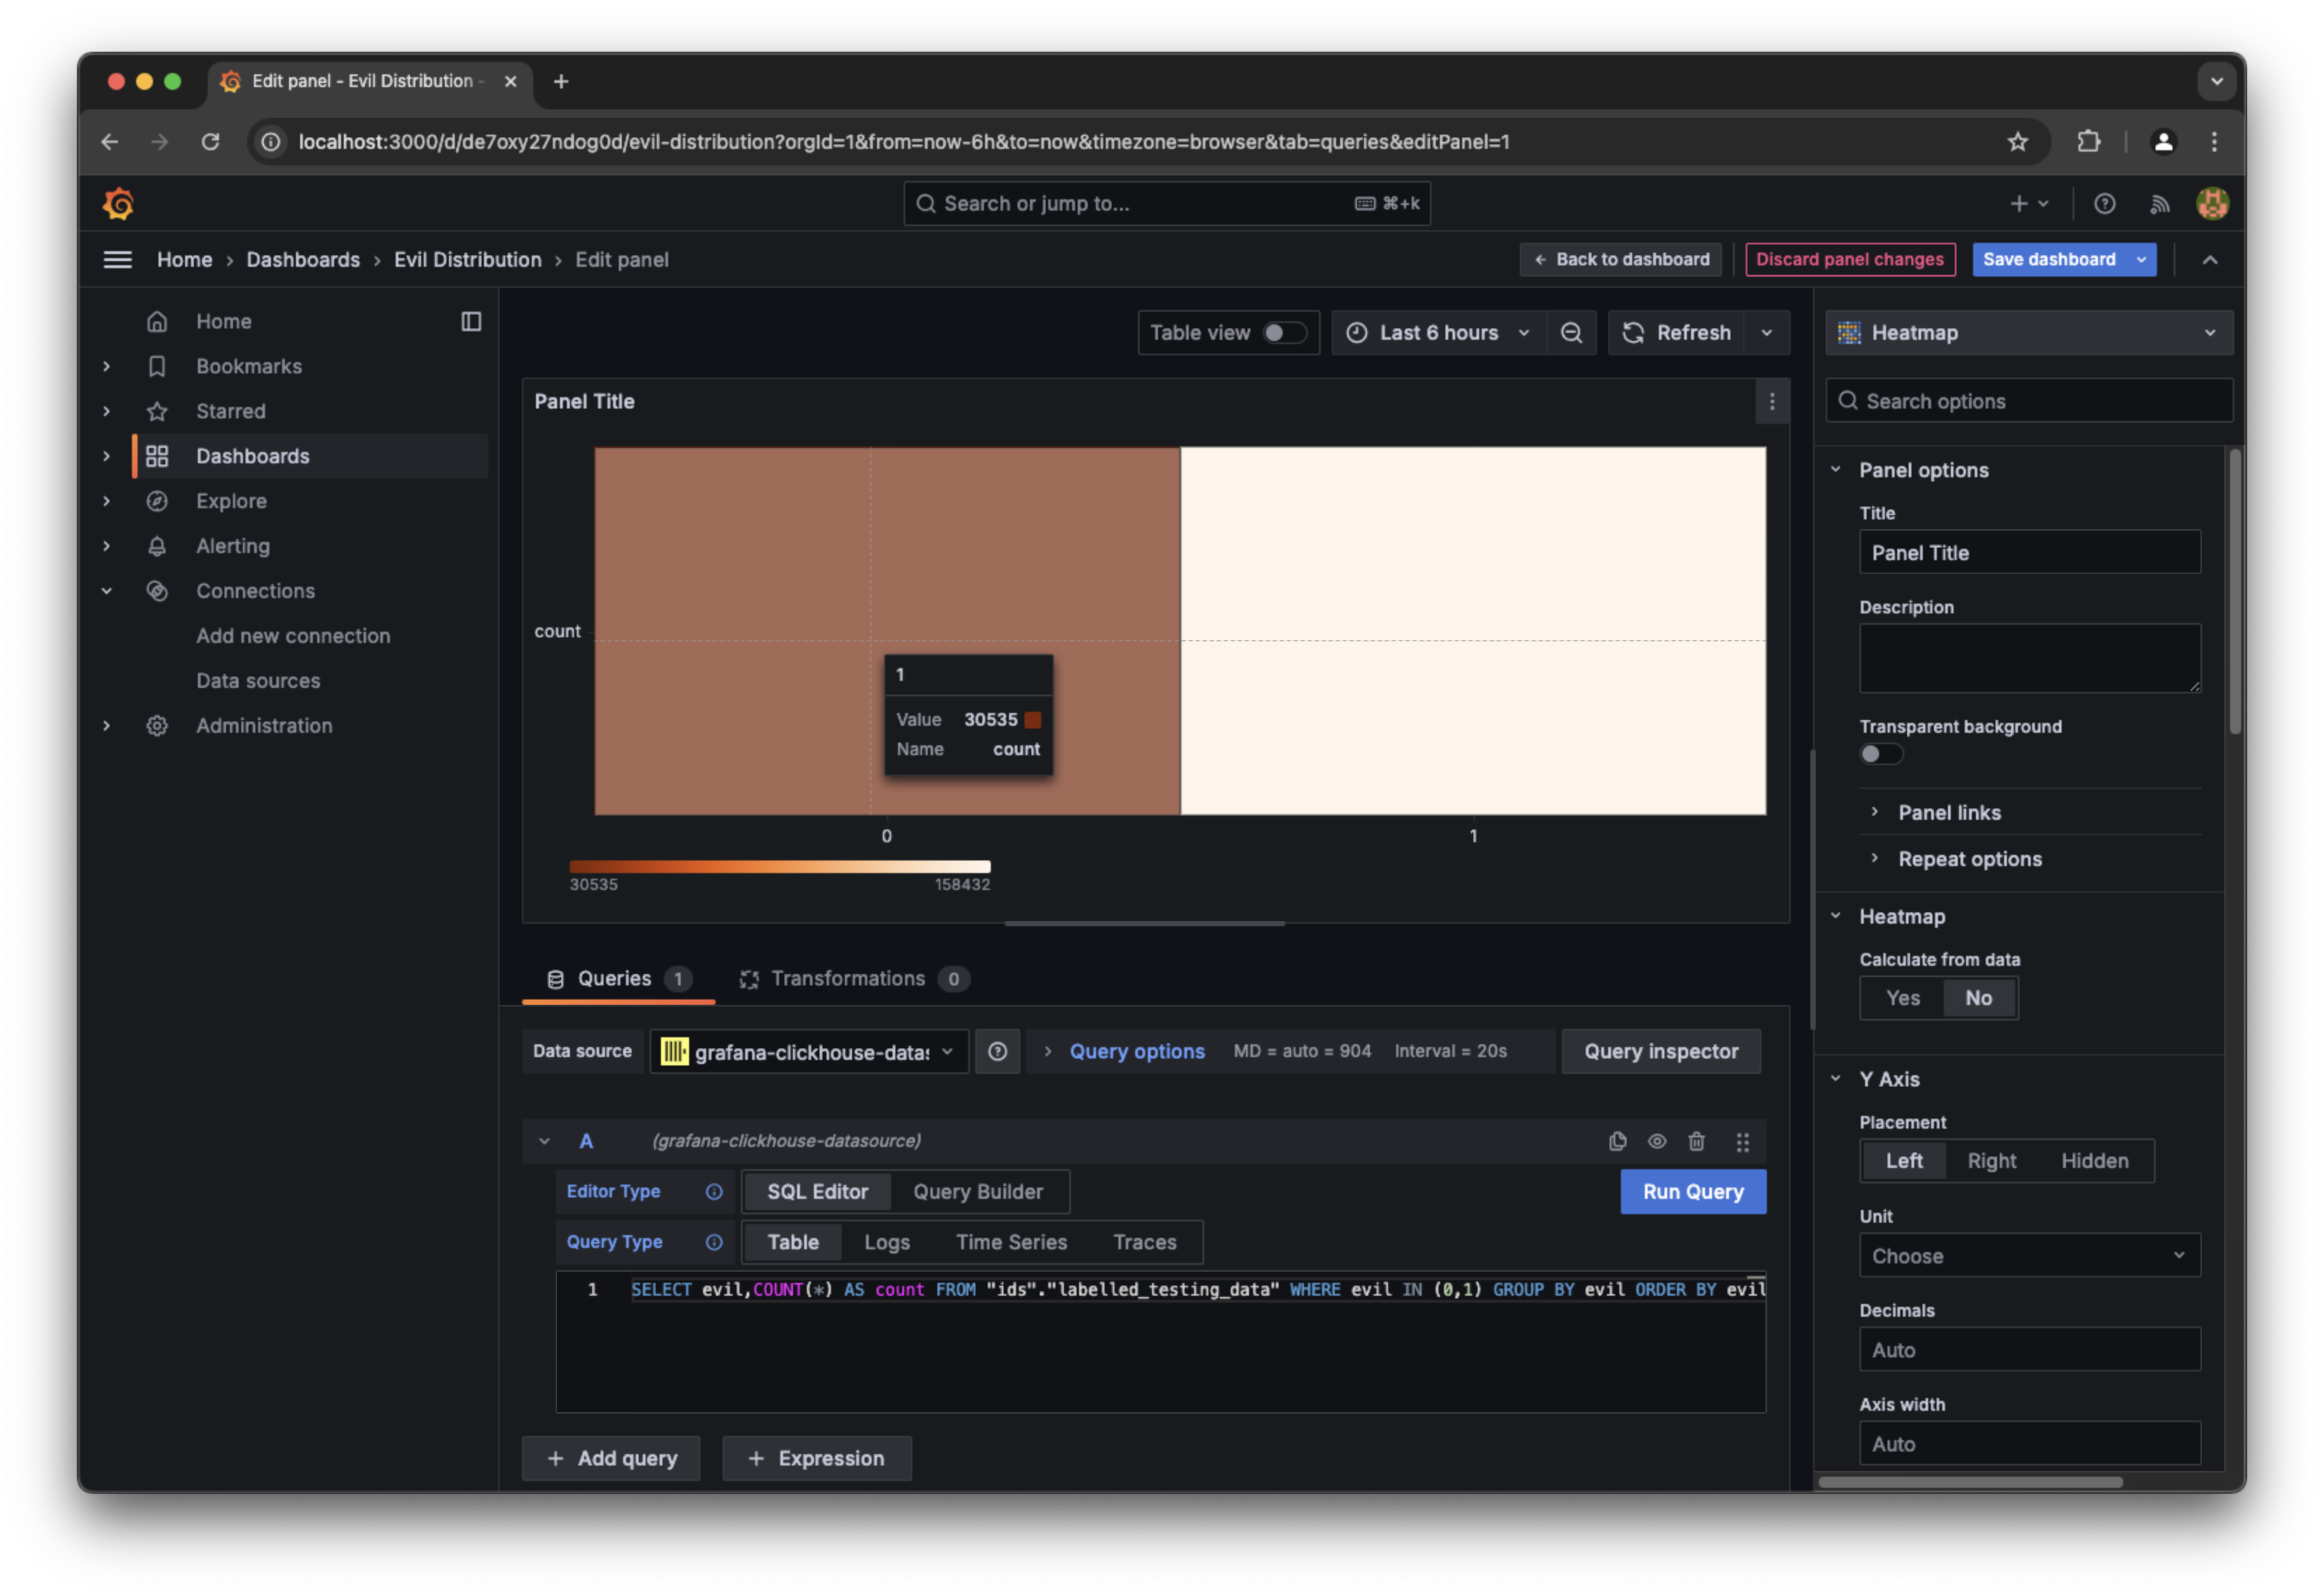 Edit panel - Evil Distribution -
localhost:3000/d/de7oxy27ndog0d/evil-distribution?orgId=1&from=now-6h&to=now&timezone=browser&tab=queries&editPanel=1
Search or jump to... ⌘+k
Home › Dashboards › Evil Distribution › Edit panel
Back to dashboard
Discard panel changes
Save dashboard
Home
Bookmarks
Starred
Dashboards
Explore
Alerting
Connections
Add new connection
Data sources
Administration
Table view
Last 6 hours
Refresh
Panel Title
count
1
Value 30535
Name count
0 1
30535 158432
Queries 1 Transformations 0
Data source grafana-clickhouse-datas Query options MD = auto = 904 Interval = 20s Query inspector
A (grafana-clickhouse-datasource)
Editor Type SQL Editor Query Builder Run Query
Query Type Table Logs Time Series Traces
1 SELECT evil,COUNT(*) AS count FROM "ids"."labelled_testing_data" WHERE evil IN (0,1) GROUP BY evil ORDER BY evil
+ Add query + Expression
Heatmap
Search options
Panel options
Title
Panel Title
Description
Transparent background
Panel links
Repeat options
Heatmap
Calculate from data
Yes No
Y Axis
Placement
Left Right Hidden
Unit
Choose
Decimals
Auto
Axis width
Auto